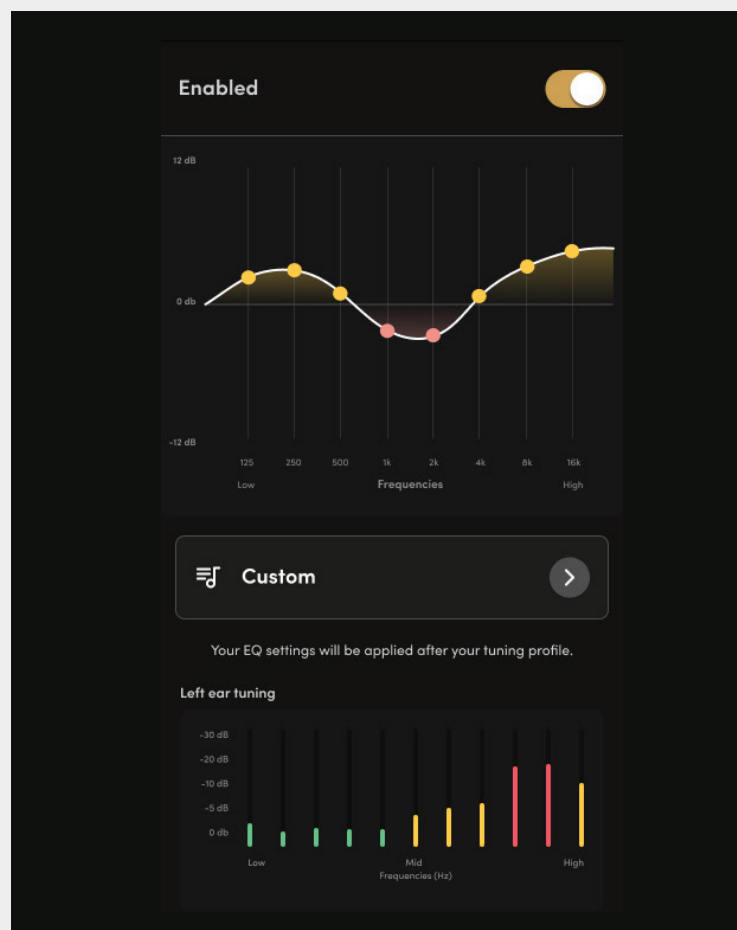 Enabled
12 dB
0 db
-12 dB
125 250 500 1k 2k 4k 8k 16k
Low Frequencies High
Custom
Your EQ settings will be applied after your tuning profile.
Left ear tuning
-30 dB
-20 dB
-10 dB
-5 dB
0 db
Low Mid High
Frequencies (Hz)